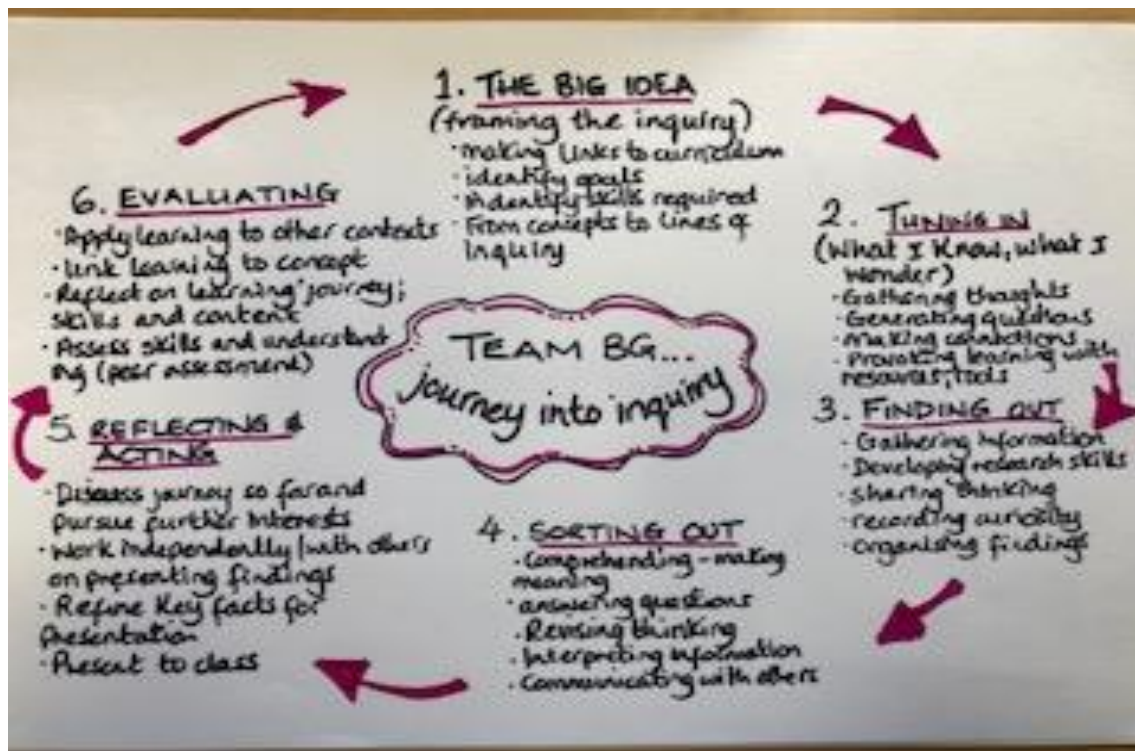 1. THE BIG IDEA
(framing the inquiry)
· making links to curriculum
· identify goals
· Indentify skills required
· From concepts to lines of
inquiry
2. TUNING IN
(What I Know, what I
wonder)
· Gathering thoughts
· Generating questions
· making connections
· Provoking learning with
resources, tools
3. FINDING OUT
· Gathering information
· Developing research skills
· sharing thinking
· recording curiosity
· organising findings
4. SORTING OUT
· Comprehending - making
meaning
· answering questions
· Revising thinking
· Interpreting information
· Communicating with others
5. REFLECTING &
ACTING
· Discuss journey so far and
pursue further interests
· Work independently/with others
on presenting findings
· Refine Key facts for
presentation
· Present to class
6. EVALUATING
· Apply learning to other contexts
· Link learning to concept
· Reflect on learning journey;
skills and content
· Assess skills and understand
ing (peer assessment)
TEAM BG...
journey into inquiry